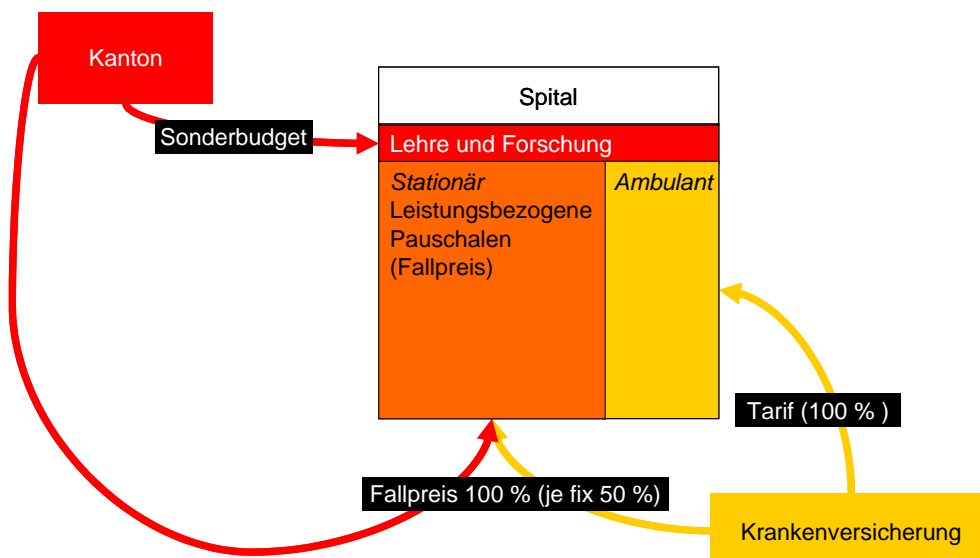 Kanton
Spital
Sonderbudget
Lehre und Forschung
Stationär
Leistungsbezogene
Pauschalen
(Fallpreis)
Ambulant
Tarif (100 % )
Fallpreis 100 % (je fix 50 %)
Krankenversicherung